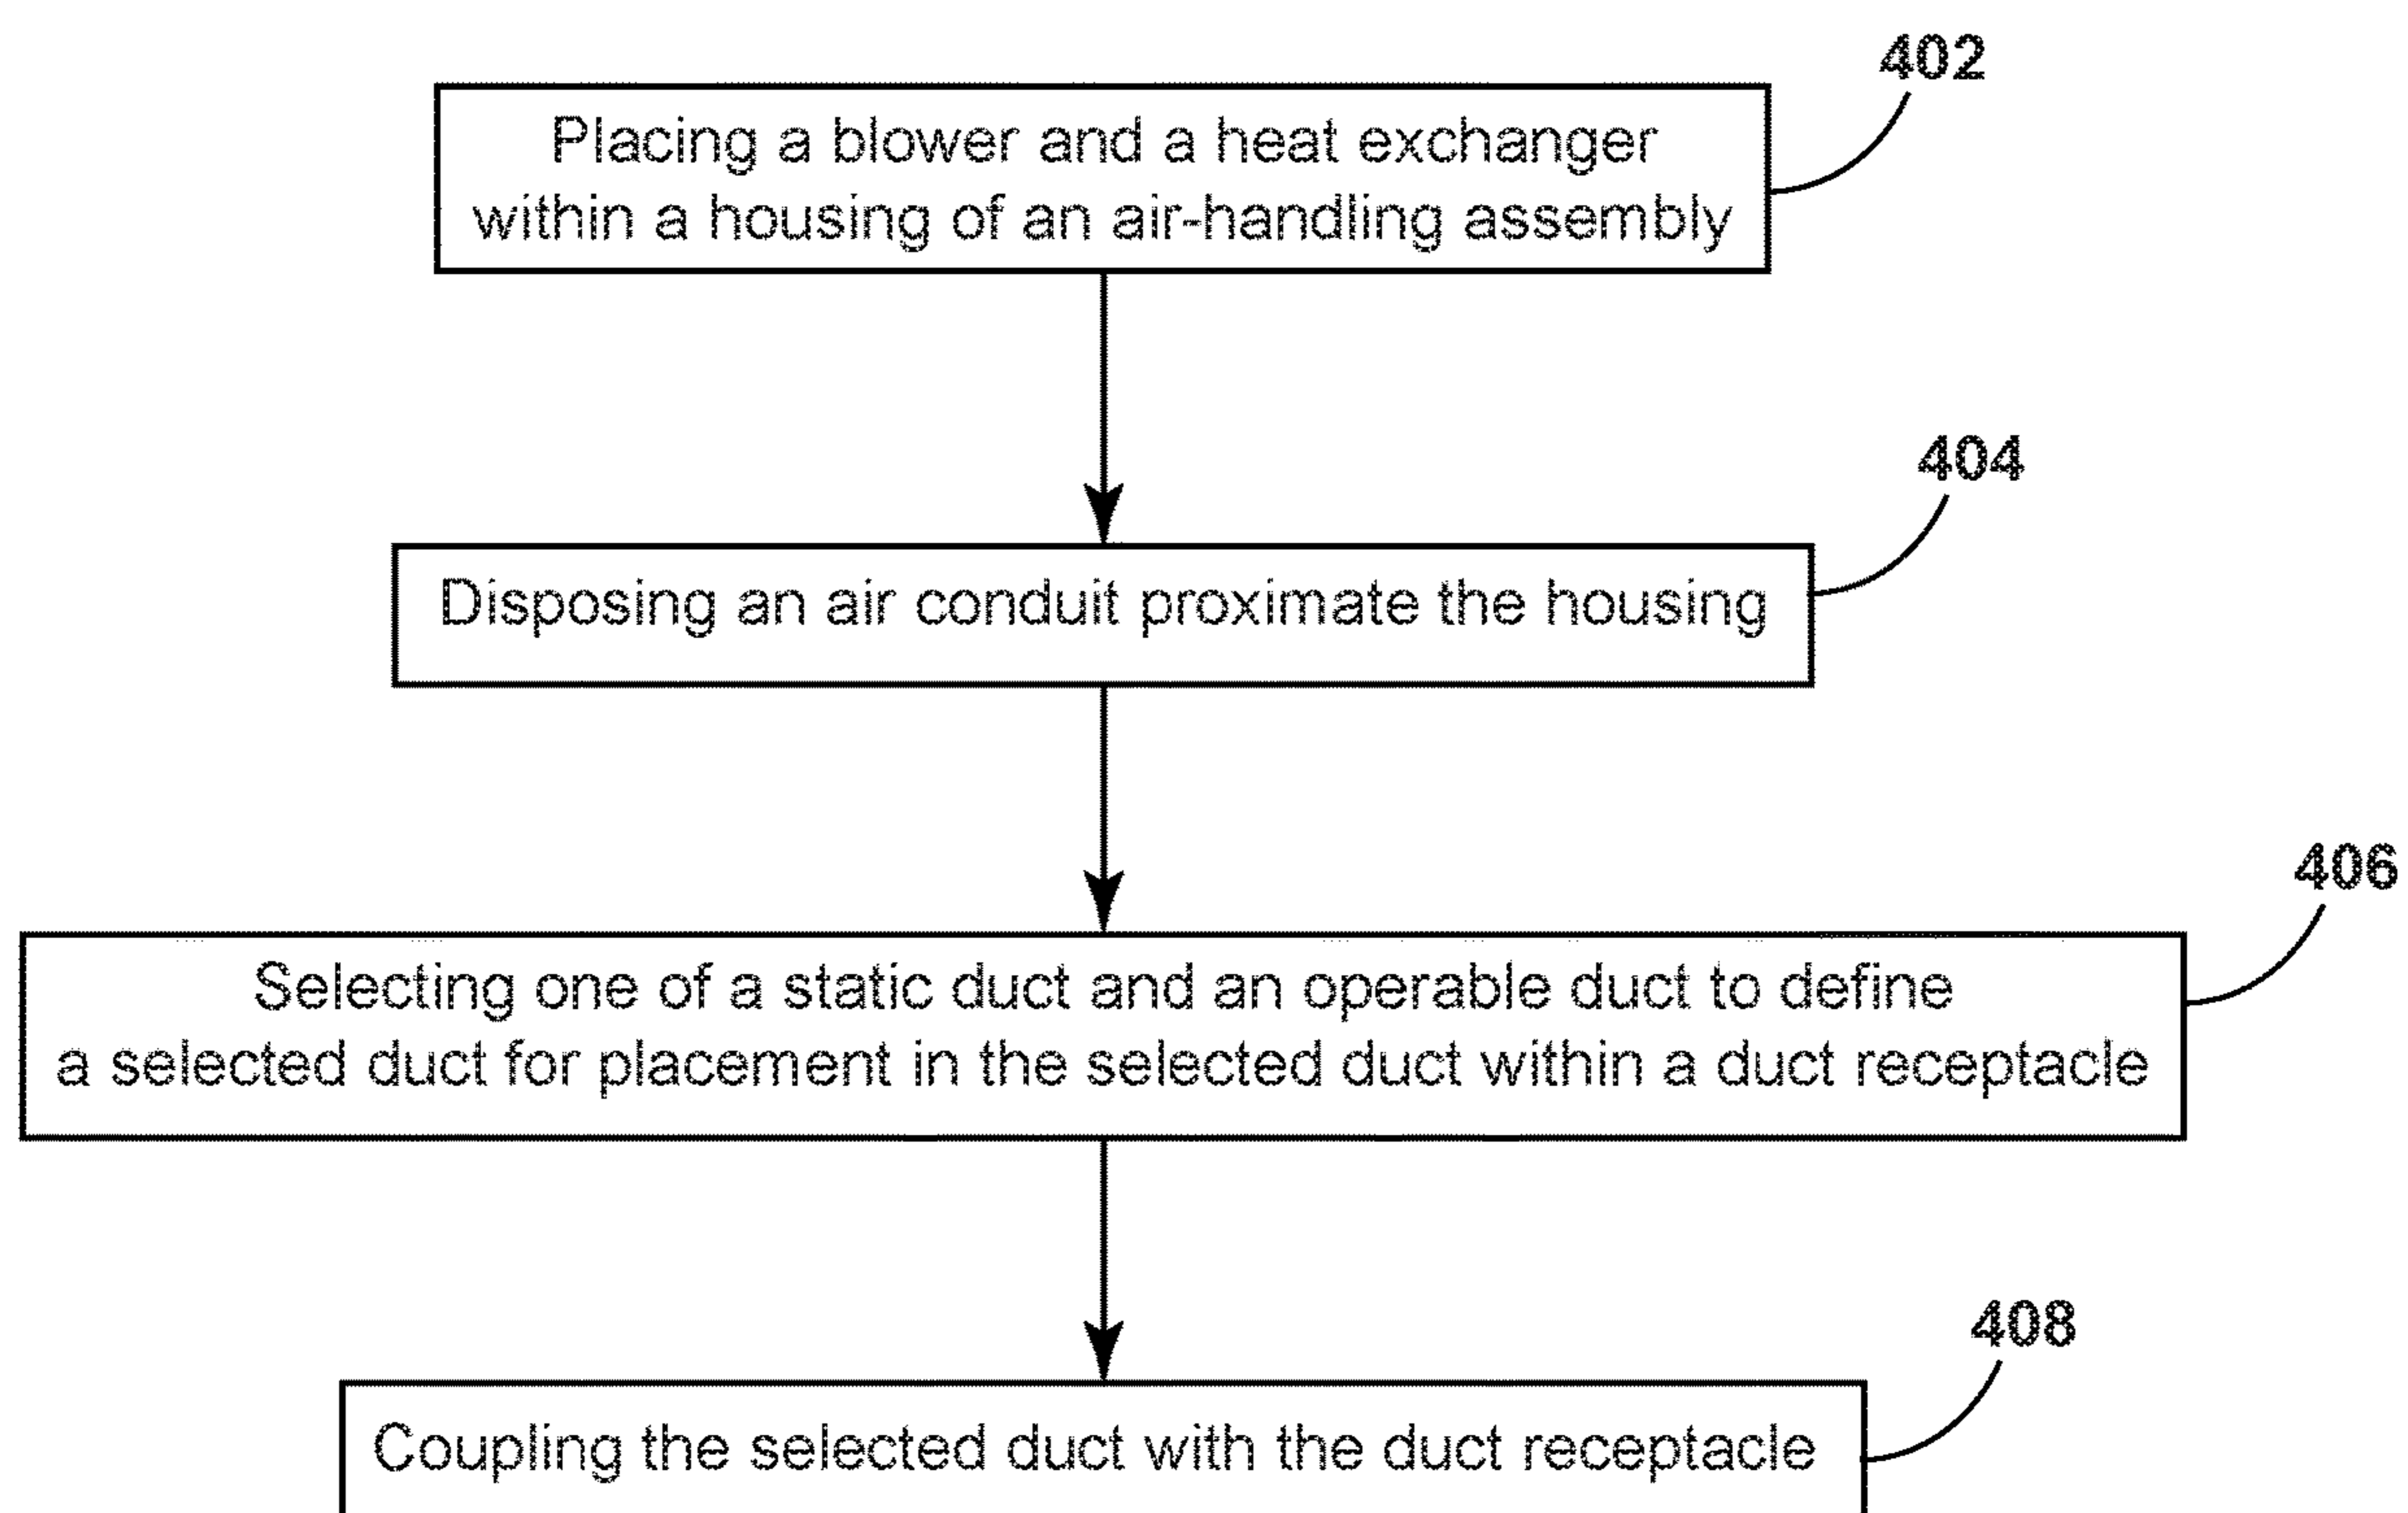 402
Placing a blower and a heat exchanger
within a housing of an air-handling assembly
404
Disposing an air conduit proximate the housing
406
Selecting one of a static duct and an operable duct to define
a selected duct for placement in the selected duct within a duct receptacle
408
Coupling the selected duct with the duct receptacle